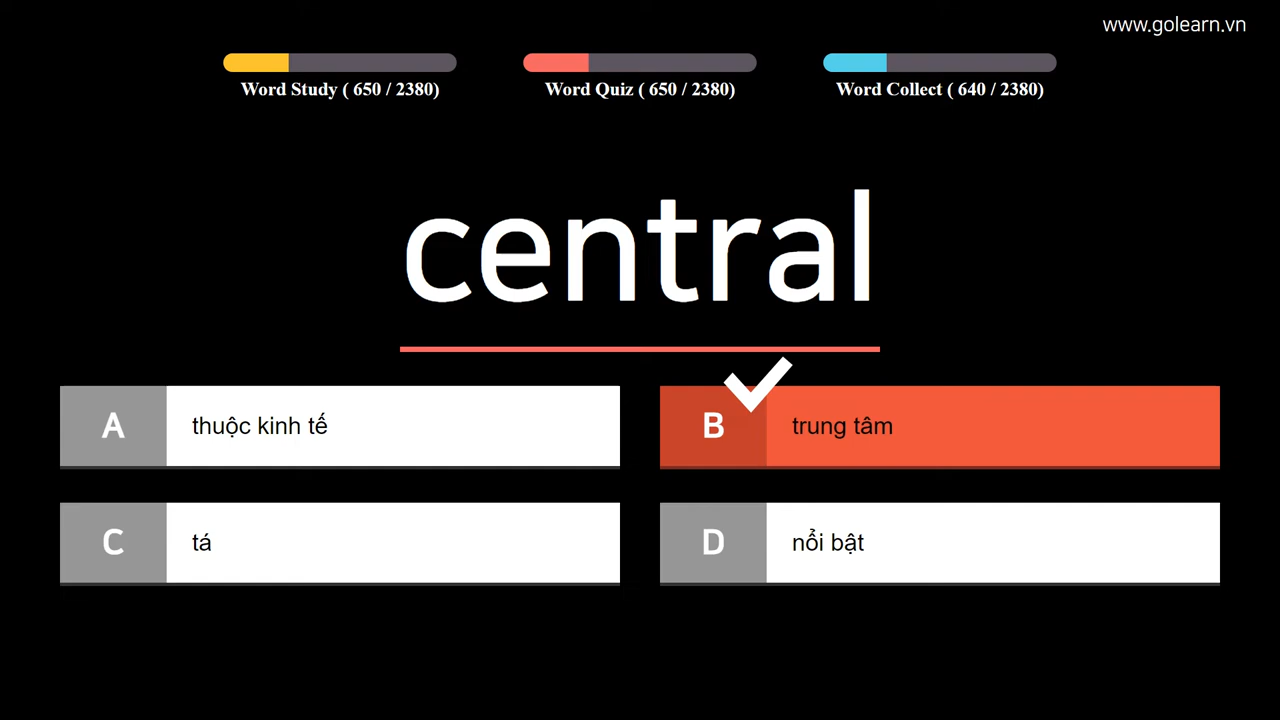 www.golearn.vn
Word Study ( 650 / 2380)
Word Quiz ( 650 / 2380)
Word Collect ( 640 / 2380)
central
A thuộc kinh tế
B trung tâm
C tá
D nổi bật